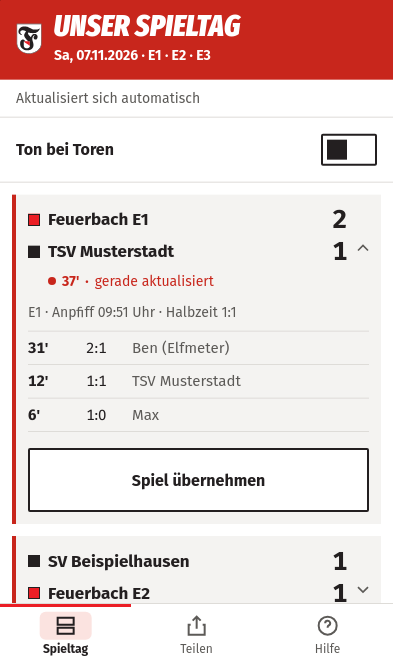 UNSER SPIELTAG
Sa, 07.11.2026 · E1 · E2 · E3
Aktualisiert sich automatisch
Ton bei Toren
Feuerbach E1 2
TSV Musterstadt 1
37' · gerade aktualisiert
E1 · Anpfiff 09:51 Uhr · Halbzeit 1:1
31' 2:1 Ben (Elfmeter)
12' 1:1 TSV Musterstadt
6' 1:0 Max
Spiel übernehmen
SV Beispielhausen 1
Feuerbach E2 1
Spieltag Teilen Hilfe